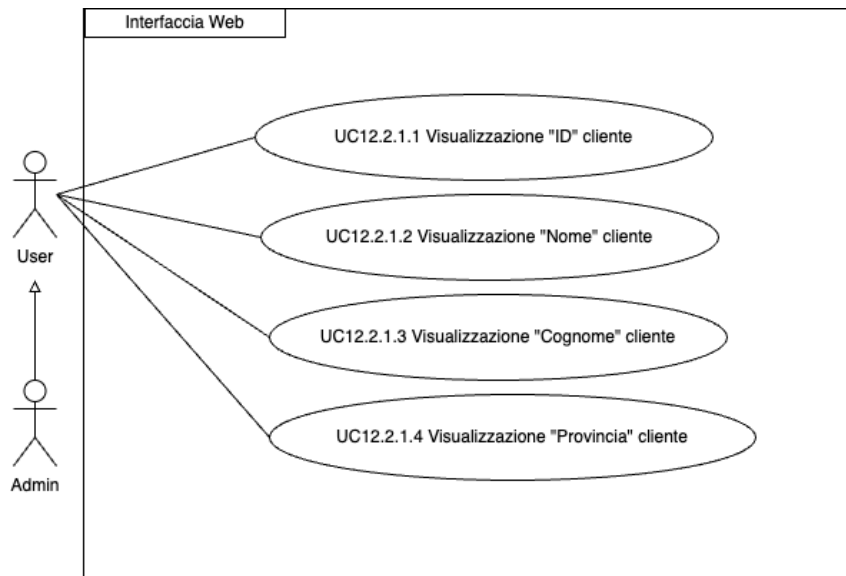 Interfaccia Web
UC12.2.1.1 Visualizzazione "ID" cliente
User
UC12.2.1.2 Visualizzazione "Nome" cliente
UC12.2.1.3 Visualizzazione "Cognome" cliente
UC12.2.1.4 Visualizzazione "Provincia" cliente
Admin